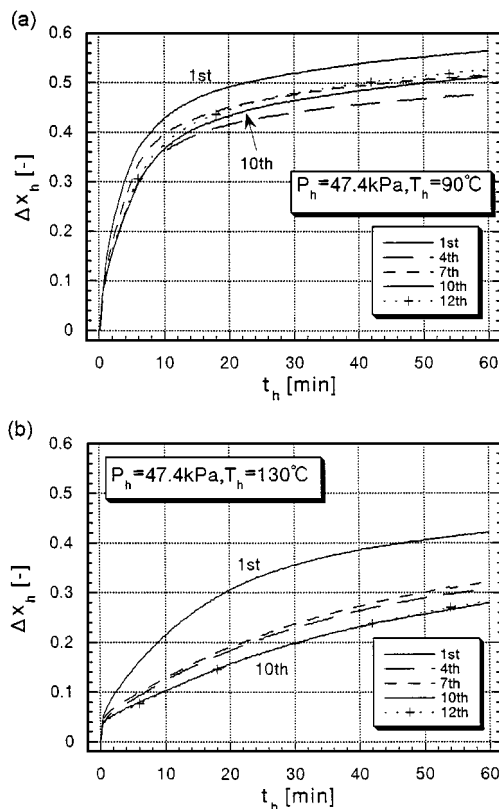 (a)
0.6
0.5
0.4
0.3
0.2
0.1
0
Δx_h [-]
1st
10th
P_h=47.4kPa,T_h=90℃
1st
4th
7th
10th
12th
0 10 20 30 40 50 60
t_h [min]
(b)
0.6
0.5
0.4
0.3
0.2
0.1
0
Δx_h [-]
P_h=47.4kPa,T_h=130℃
1st
10th
1st
4th
7th
10th
12th
0 10 20 30 40 50 60
t_h [min]